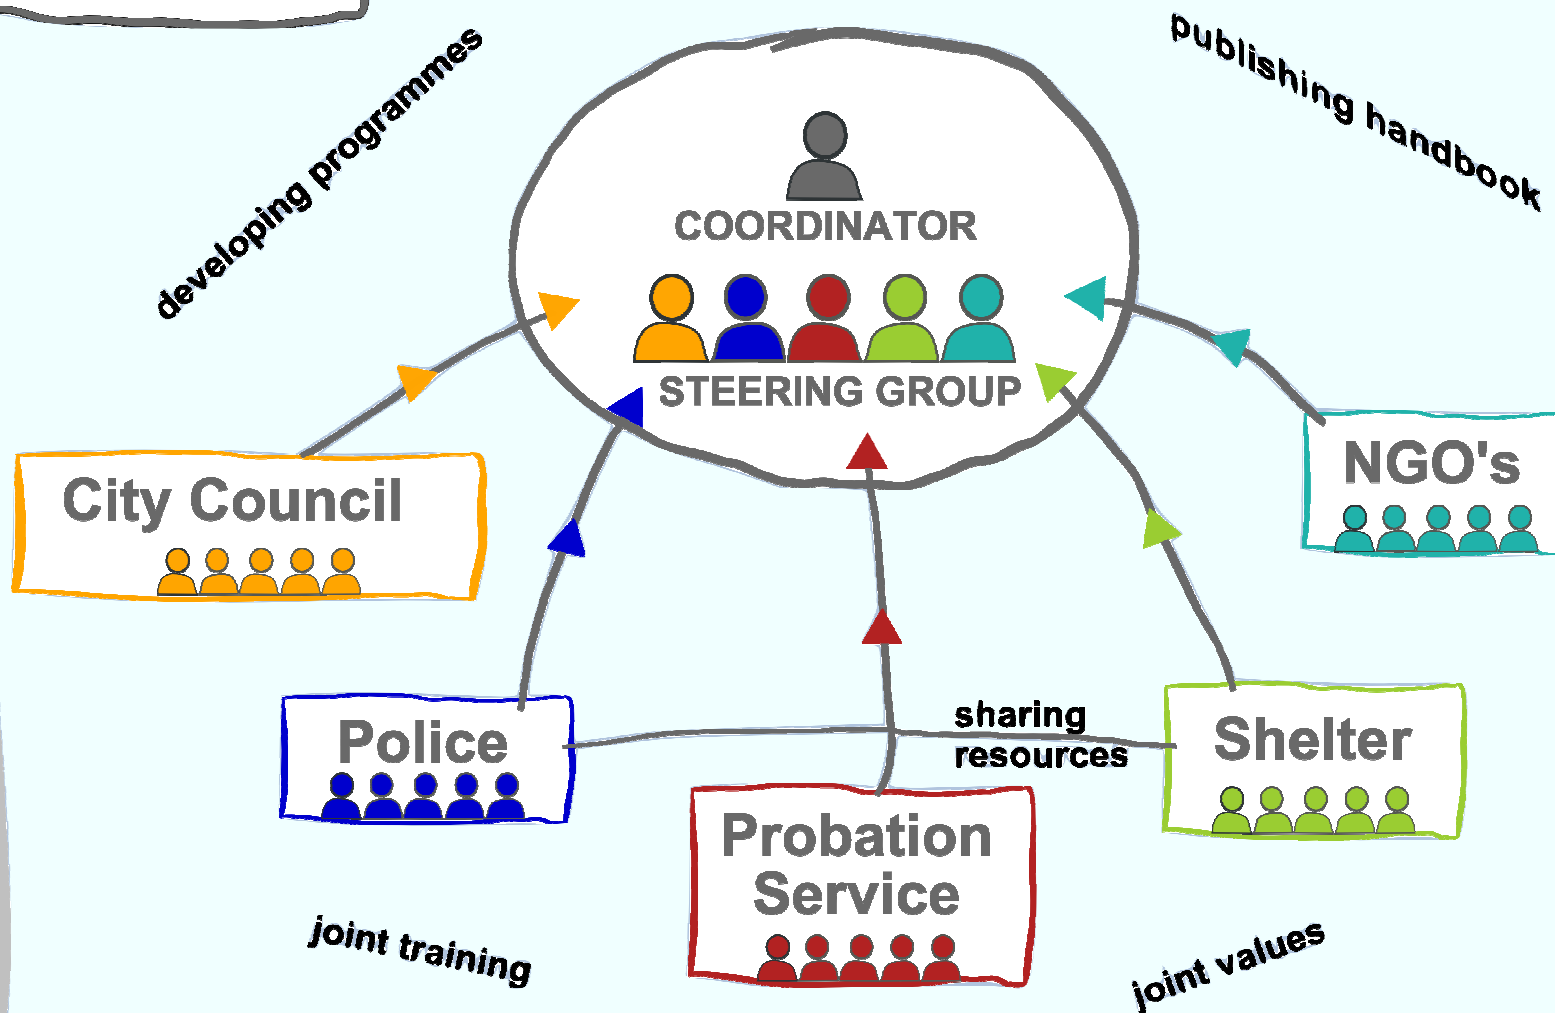 developing programmes
publishing handbook
COORDINATOR
STEERING GROUP
City Council
NGO's
Police
sharing
resources
Shelter
Probation
Service
joint training
joint values